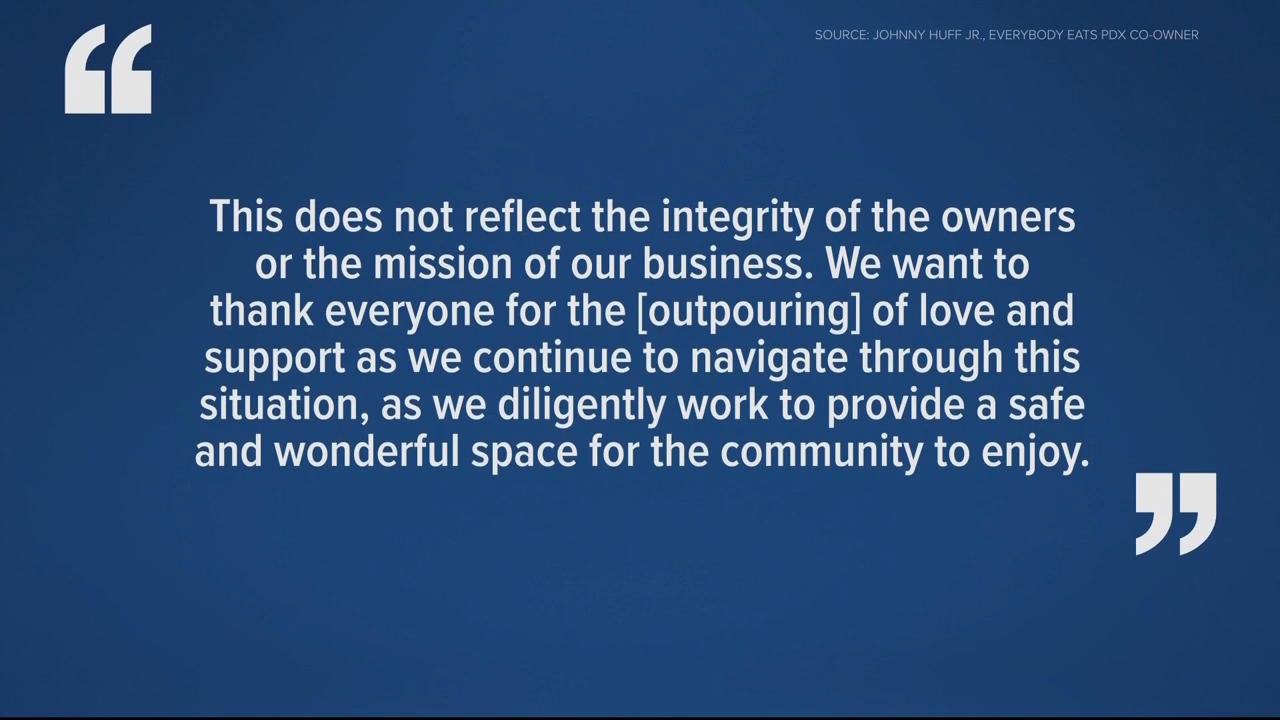 SOURCE: JOHNNY HUFF JR., EVERYBODY EATS PDX CO-OWNER
“
This does not reflect the integrity of the owners
or the mission of our business. We want to
thank everyone for the [outpouring] of love and
support as we continue to navigate through this
situation, as we diligently work to provide a safe
and wonderful space for the community to enjoy.
”